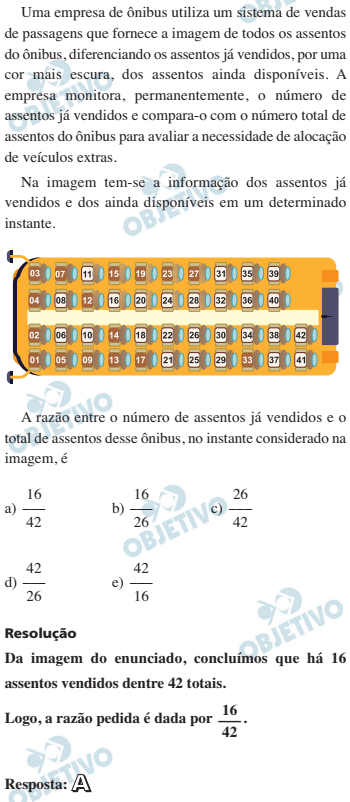 Uma empresa de ônibus utiliza um sistema de vendas
de passagens que fornece a imagem de todos os assentos
do ônibus, diferenciando os assentos já vendidos, por uma
cor mais escura, dos assentos ainda disponíveis. A
empresa monitora, permanentemente, o número de
assentos já vendidos e compara-o com o número total de
assentos do ônibus para avaliar a necessidade de alocação
de veículos extras.
Na imagem tem-se a informação dos assentos já
vendidos e dos ainda disponíveis em um determinado
instante.
03 07 11 15 19 23 27 31 35 39
04 08 12 16 20 24 28 32 36 40
02 06 10 14 18 22 26 30 34 38 42
01 05 09 13 17 21 25 29 33 37 41
A razão entre o número de assentos já vendidos e o
total de assentos desse ônibus, no instante considerado na
imagem, é
a) 16/42 b) 16/26 c) 26/42
d) 42/26 e) 42/16
Resolução
Da imagem do enunciado, concluímos que há 16
assentos vendidos dentre 42 totais.
Logo, a razão pedida é dada por 16/42.
Resposta: A
OBJETIVO